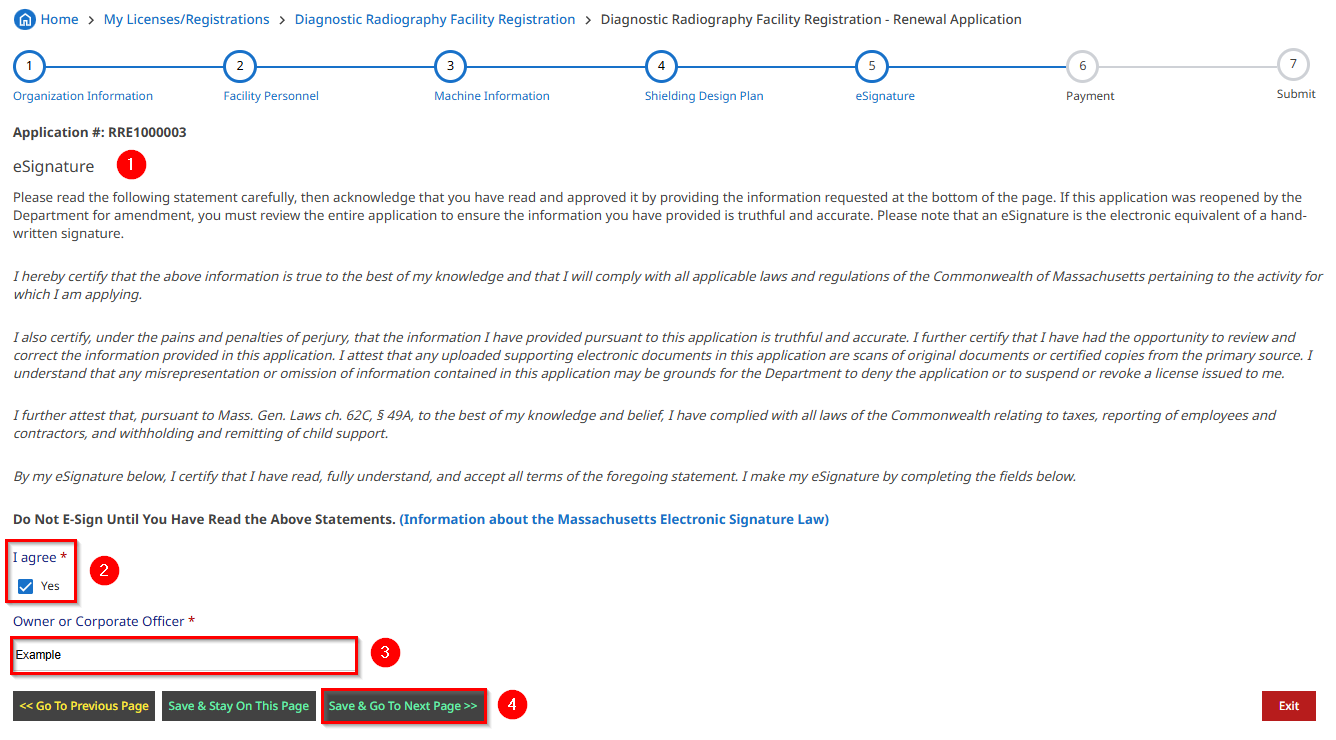 Home > My Licenses/Registrations > Diagnostic Radiography Facility Registration > Diagnostic Radiography Facility Registration - Renewal Application
1 2 3 4 5 6 7
Organization Information Facility Personnel Machine Information Shielding Design Plan eSignature Payment Submit
Application #: RRE1000003
eSignature 1
Please read the following statement carefully, then acknowledge that you have read and approved it by providing the information requested at the bottom of the page. If this application was reopened by the
Department for amendment, you must review the entire application to ensure the information you have provided is truthful and accurate. Please note that an eSignature is the electronic equivalent of a hand-
written signature.
I hereby certify that the above information is true to the best of my knowledge and that I will comply with all applicable laws and regulations of the Commonwealth of Massachusetts pertaining to the activity for
which I am applying.
I also certify, under the pains and penalties of perjury, that the information I have provided pursuant to this application is truthful and accurate. I further certify that I have had the opportunity to review and
correct the information provided in this application. I attest that any uploaded supporting electronic documents in this application are scans of original documents or certified copies from the primary source. I
understand that any misrepresentation or omission of information contained in this application may be grounds for the Department to deny the application or to suspend or revoke a license issued to me.
I further attest that, pursuant to Mass. Gen. Laws ch. 62C, § 49A, to the best of my knowledge and belief, I have complied with all laws of the Commonwealth relating to taxes, reporting of employees and
contractors, and withholding and remitting of child support.
By my eSignature below, I certify that I have read, fully understand, and accept all terms of the foregoing statement. I make my eSignature by completing the fields below.
Do Not E-Sign Until You Have Read the Above Statements. (Information about the Massachusetts Electronic Signature Law)
I agree *
Yes 2
Owner or Corporate Officer *
Example 3
<< Go To Previous Page Save & Stay On This Page Save & Go To Next Page >> 4 Exit